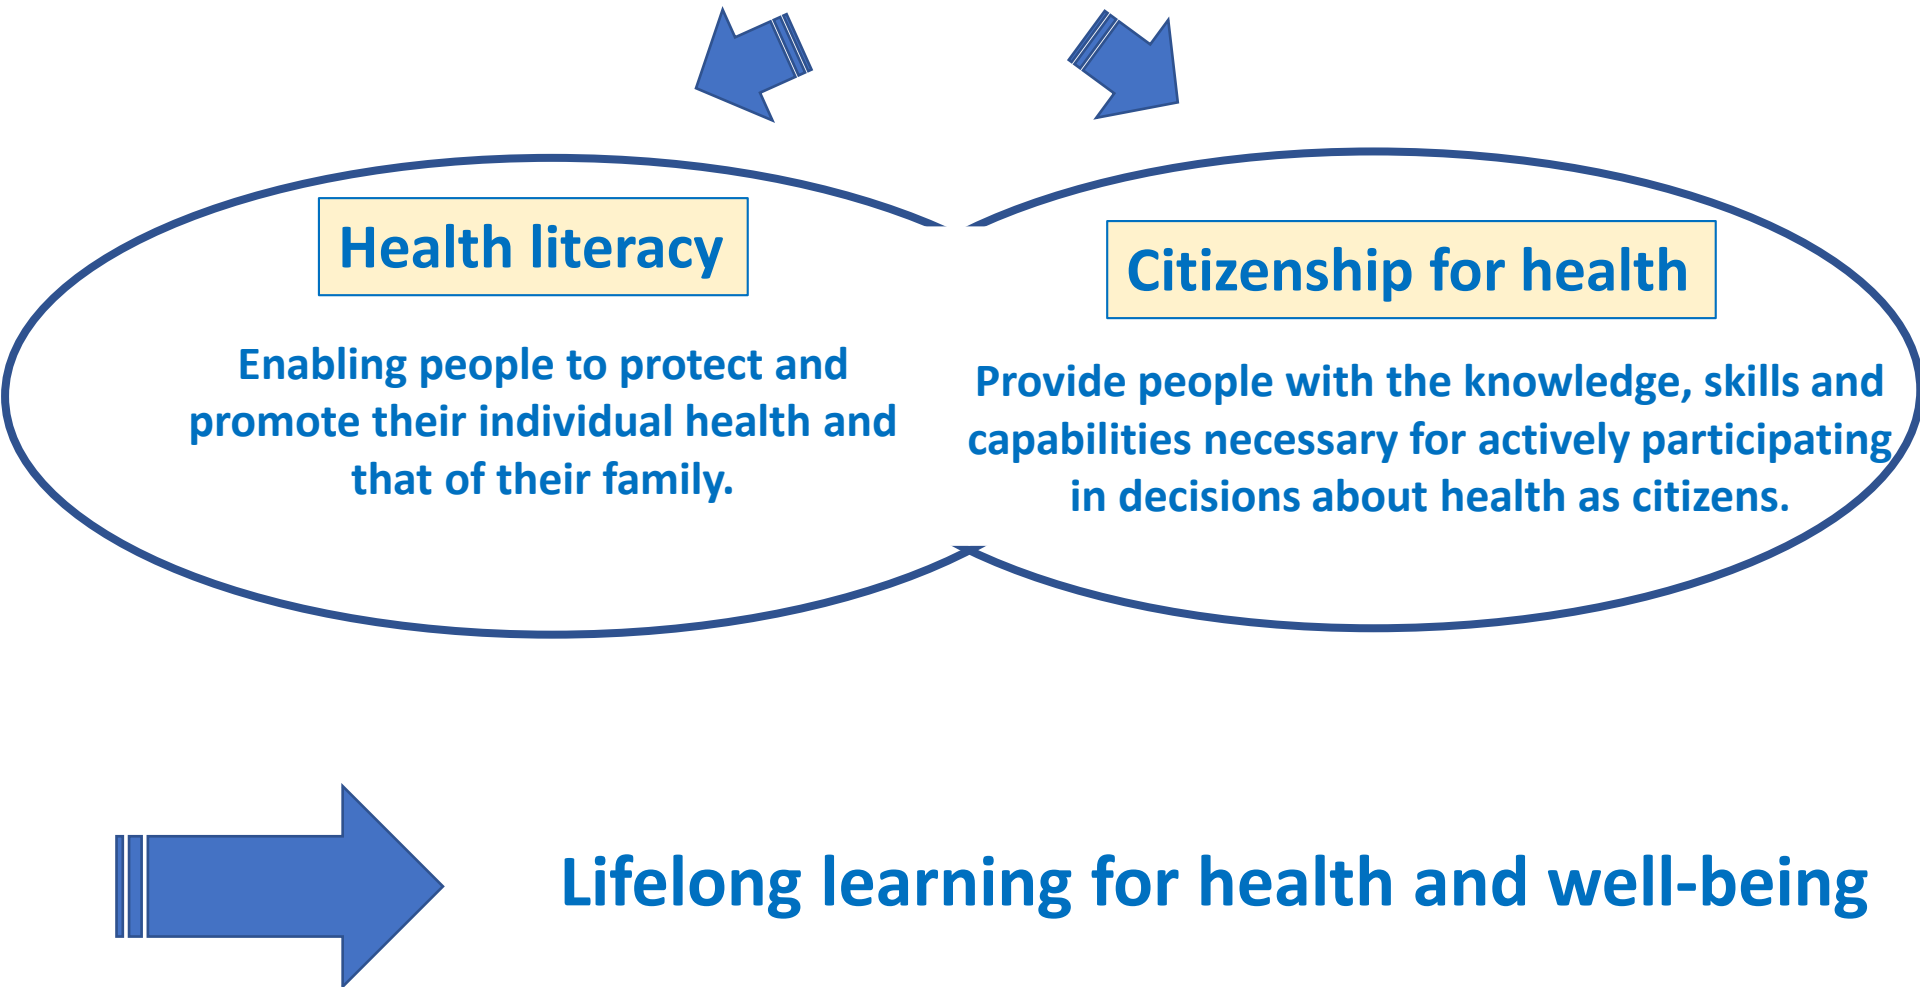 Health literacy
Enabling people to protect and
promote their individual health and
that of their family.
Citizenship for health
Provide people with the knowledge, skills and
capabilities necessary for actively participating
in decisions about health as citizens.
Lifelong learning for health and well-being